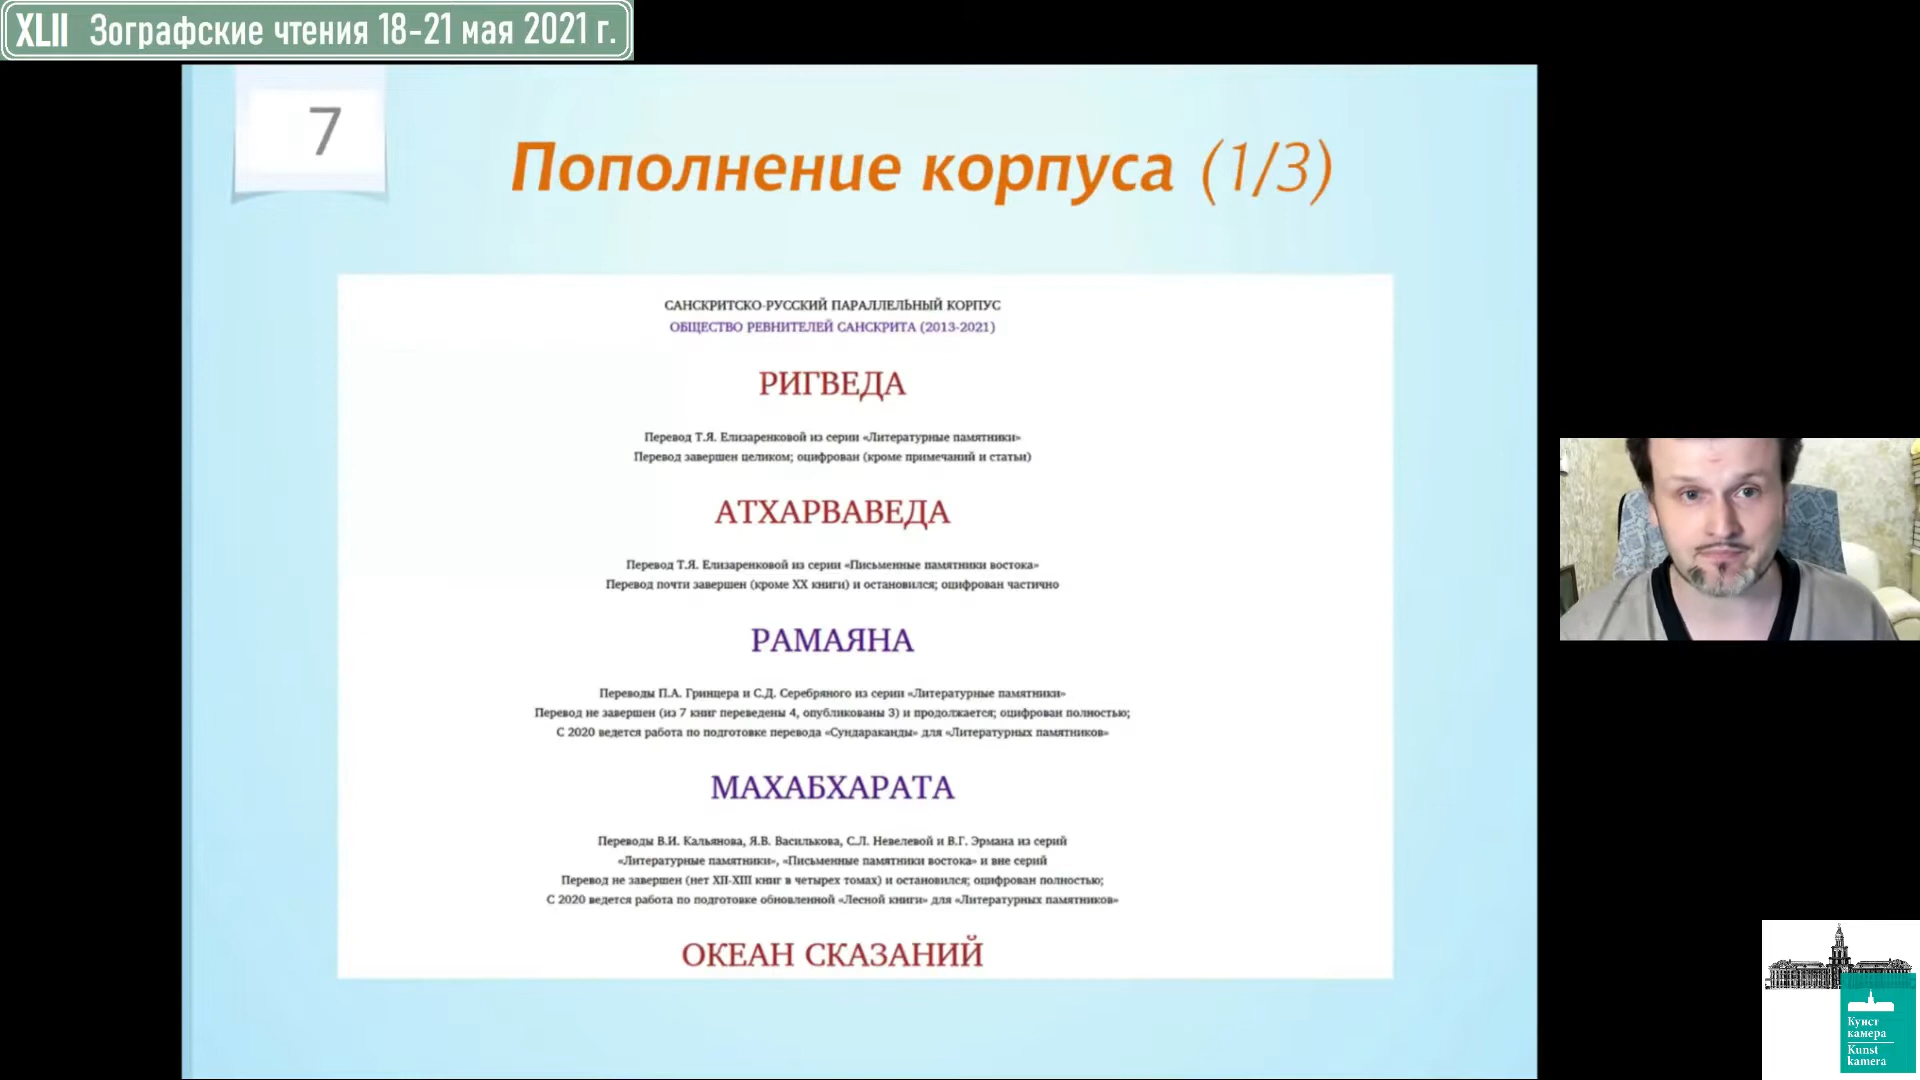 XLII Зографские чтения 18-21 мая 2021 г.
7
Пополнение корпуса (1/3)
САНСКРИТСКО-РУССКИЙ ПАРАЛЛЕЛЬНЫЙ КОРПУС
ОБЩЕСТВО РЕВНИТЕЛЕЙ САНСКРИТА (2013-2021)
РИГВЕДА
Перевод Т.Я. Елизаренковой из серии «Литературные памятники»
Перевод завершен целиком; оцифрован (кроме примечаний и статьи)
АТХАРВАВЕДА
Перевод Т.Я. Елизаренковой из серии «Письменные памятники востока»
Перевод почти завершен (кроме XX книги) и остановился; оцифрован частично
РАМАЯНА
Переводы П.А. Гринцера и С.Д. Серебряного из серии «Литературные памятники»
Перевод не завершен (из 7 книг переведены 4, опубликованы 3) и продолжается; оцифрован полностью;
С 2020 ведется работа по подготовке перевода «Сундараканды» для «Литературных памятников»
МАХАБХАРАТА
Переводы В.И. Кальянова, Я.В. Василькова, С.Л. Невелевой и В.Г. Эрмана из серий
«Литературные памятники», «Письменные памятники востока» и вне серий
Перевод не завершен (нет XII-XIII книг в четырех томах) и остановился; оцифрован полностью;
С 2020 ведется работа по подготовке обновленной «Лесной книги» для «Литературных памятников»
ОКЕАН СКАЗАНИЙ
Кунст
камера
Kunst
kamera